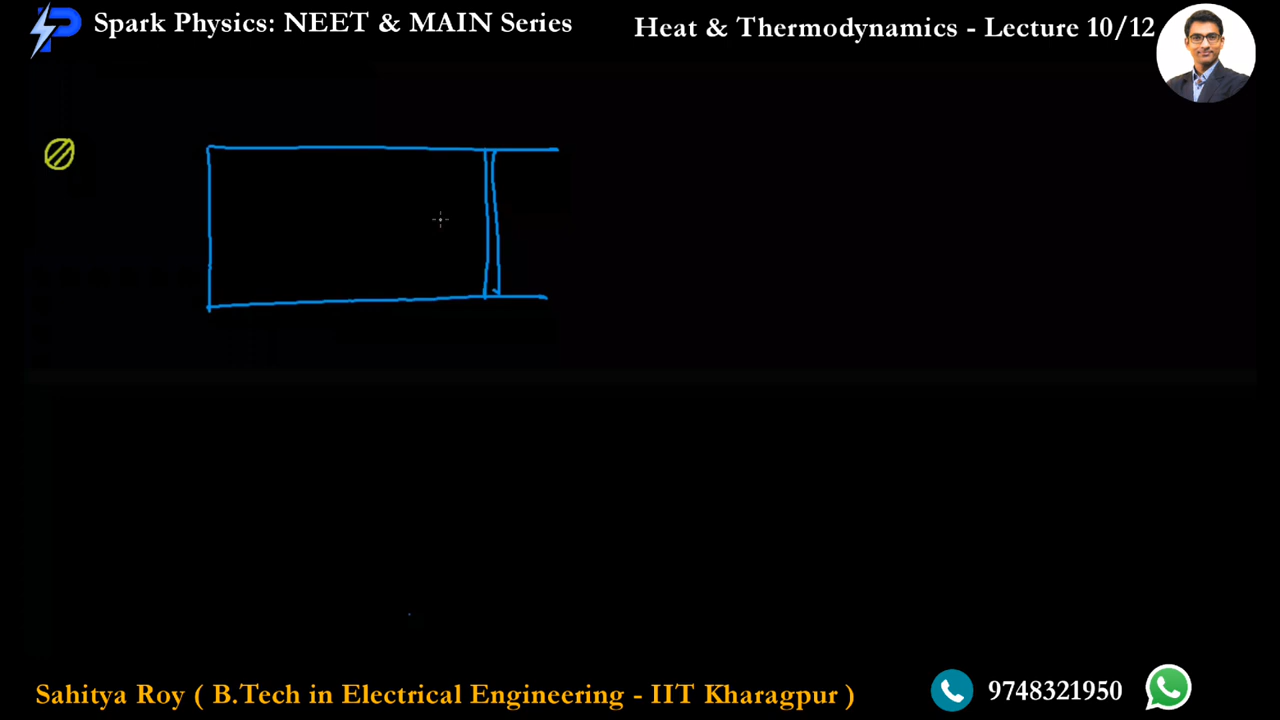 Spark Physics: NEET & MAIN Series
Heat & Thermodynamics - Lecture 10/12
Sahitya Roy ( B.Tech in Electrical Engineering - IIT Kharagpur )
9748321950